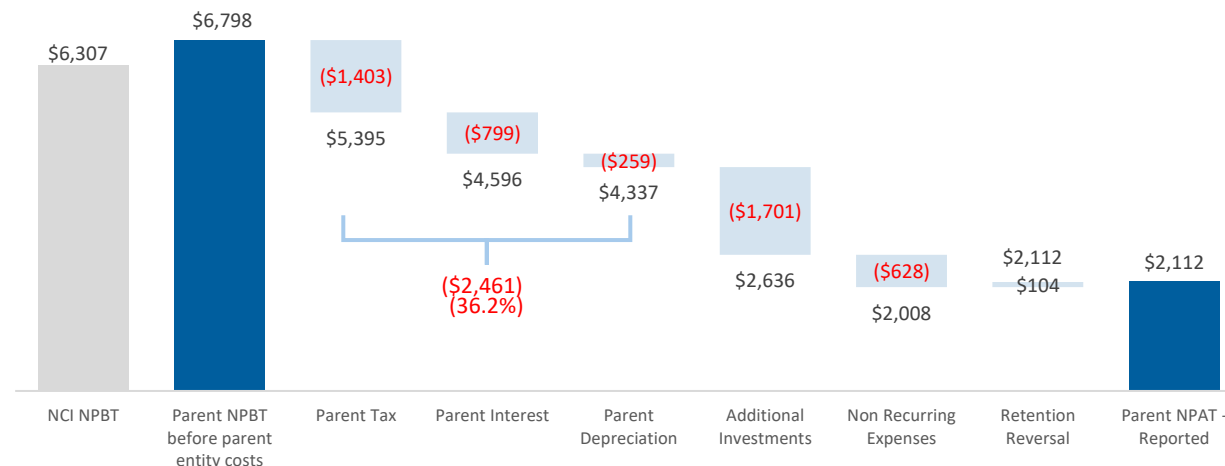 $6,307
$6,798
($1,403)
$5,395
($799)
$4,596
($259)
$4,337
($2,461)
(36.2%)
($1,701)
$2,636
($628)
$2,008
$2,112
$104
$2,112
NCI NPBT
Parent NPBT
before parent
entity costs
Parent Tax
Parent Interest
Parent
Depreciation
Additional
Investments
Non Recurring
Expenses
Retention
Reversal
Parent NPAT -
Reported